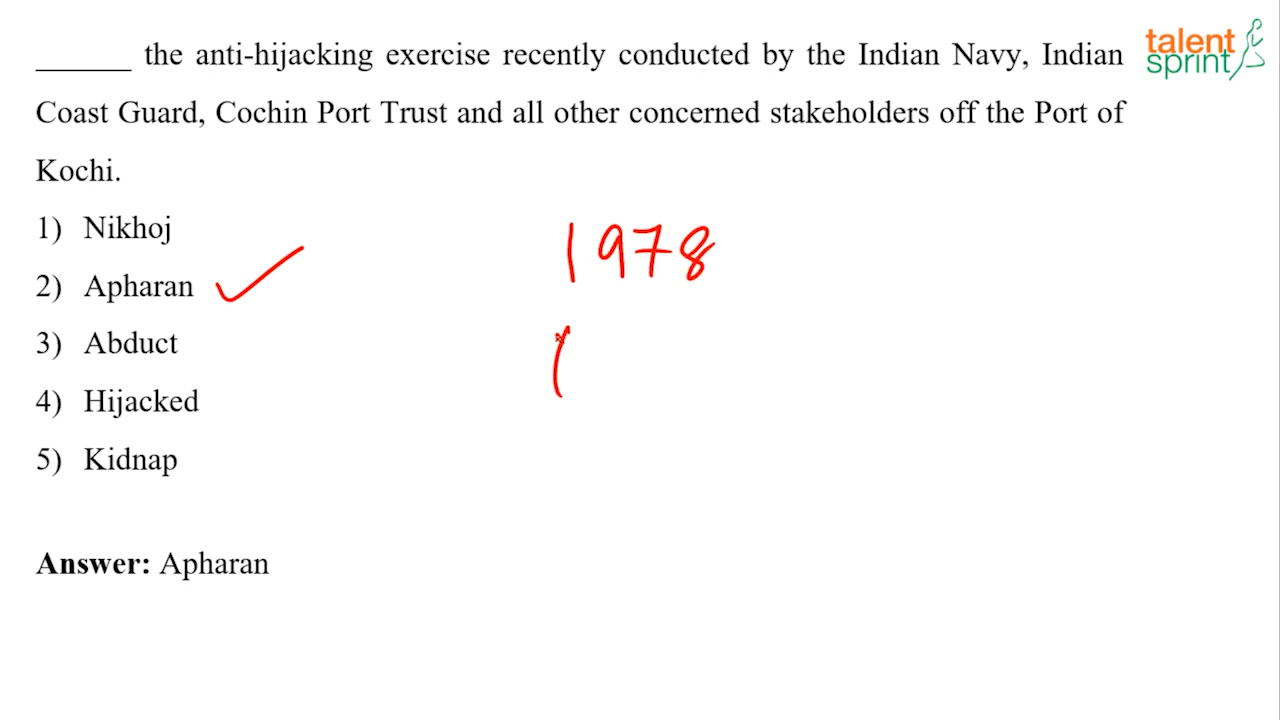 ______ the anti-hijacking exercise recently conducted by the Indian Navy, Indian
Coast Guard, Cochin Port Trust and all other concerned stakeholders off the Port of
Kochi.
1) Nikhoj
2) Apharan
3) Abduct
4) Hijacked
5) Kidnap
Answer: Apharan
1978
talent
sprint